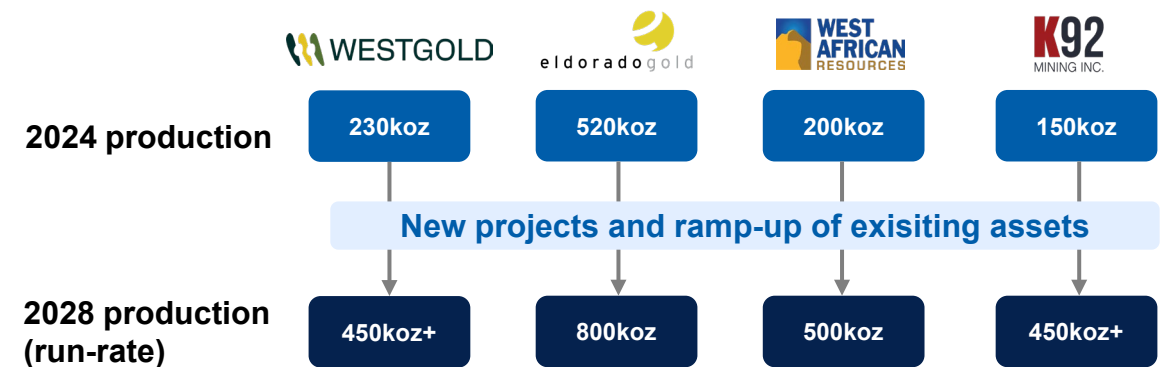 WESTGOLD
eldoradogold
WEST
AFRICAN
RESOURCES
K92
MINING INC.
2024 production
230koz
520koz
200koz
150koz
New projects and ramp-up of exisiting assets
2028 production
(run-rate)
450koz+
800koz
500koz
450koz+